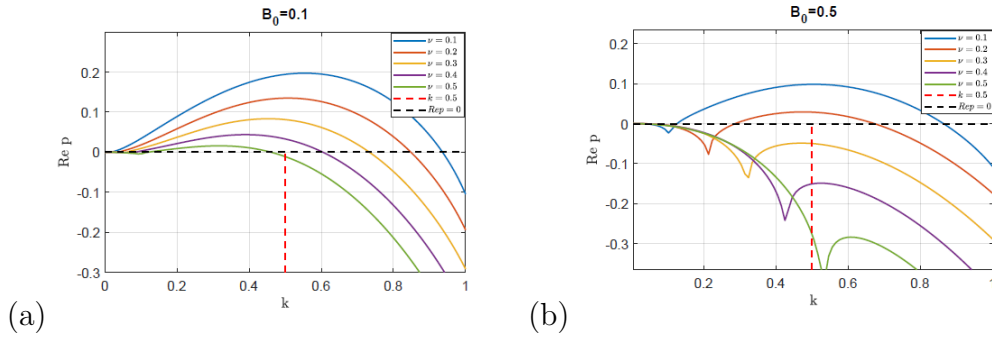 B_0=0.1
Re p
0.2
0.1
0
-0.1
-0.2
-0.3
0 0.2 0.4 0.6 0.8 1
k
ν = 0.1
ν = 0.2
ν = 0.3
ν = 0.4
ν = 0.5
k = 0.5
Rep = 0
(a)
B_0=0.5
Re p
0.2
0.1
0
-0.1
-0.2
-0.3
0.2 0.4 0.6 0.8 1
k
ν = 0.1
ν = 0.2
ν = 0.3
ν = 0.4
ν = 0.5
k = 0.5
Rep = 0
(b)